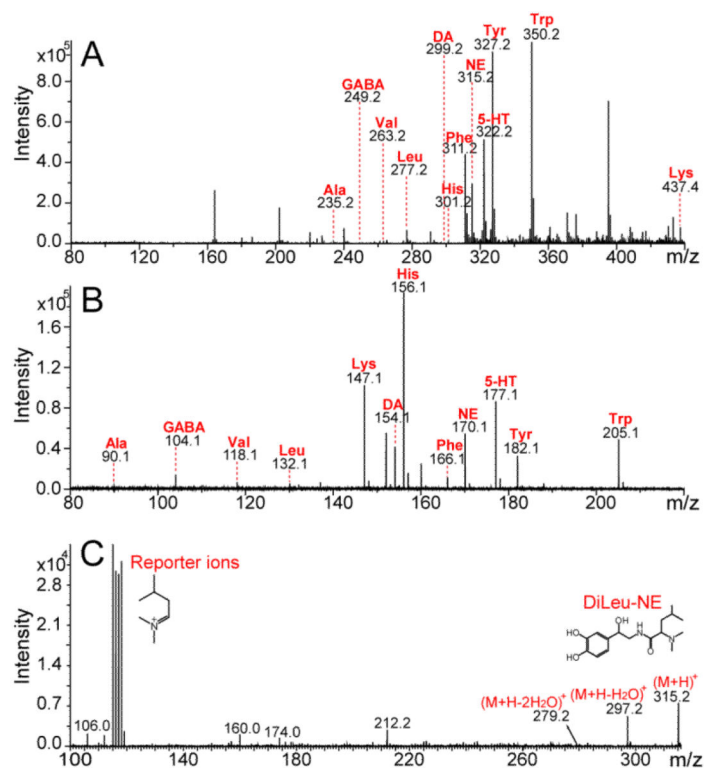 A
x10⁵
Intensity
8.0
6.0
4.0
2.0
0.0
GABA
249.2
Val
263.2
Leu
277.2
Ala
235.2
DA
299.2
NE
315.2
Tyr
327.2
Trp
350.2
5-HT
322.2
Phe
311.2
His
301.2
Lys
437.4
80 120 160 200 240 280 320 360 400 m/z
B
x10⁵
Intensity
1.6
1.2
0.8
0.4
0.0
Ala
90.1
GABA
104.1
Val
118.1
Leu
132.1
Lys
147.1
DA
154.1
His
156.1
Phe
166.1
NE
170.1
5-HT
177.1
Tyr
182.1
Trp
205.1
80 100 120 140 160 180 200 m/z
C
x10⁴
Intensity
2.8
2.1
1.4
0.7
0.0
Reporter ions
N
+
DiLeu-NE
OH
HO
HO
H
N
O
N
106.0
160.0
174.0
212.2
(M+H-2H₂O)⁺
279.2
(M+H-H₂O)⁺
297.2
(M+H)⁺
315.2
100 140 180 220 260 300 m/z